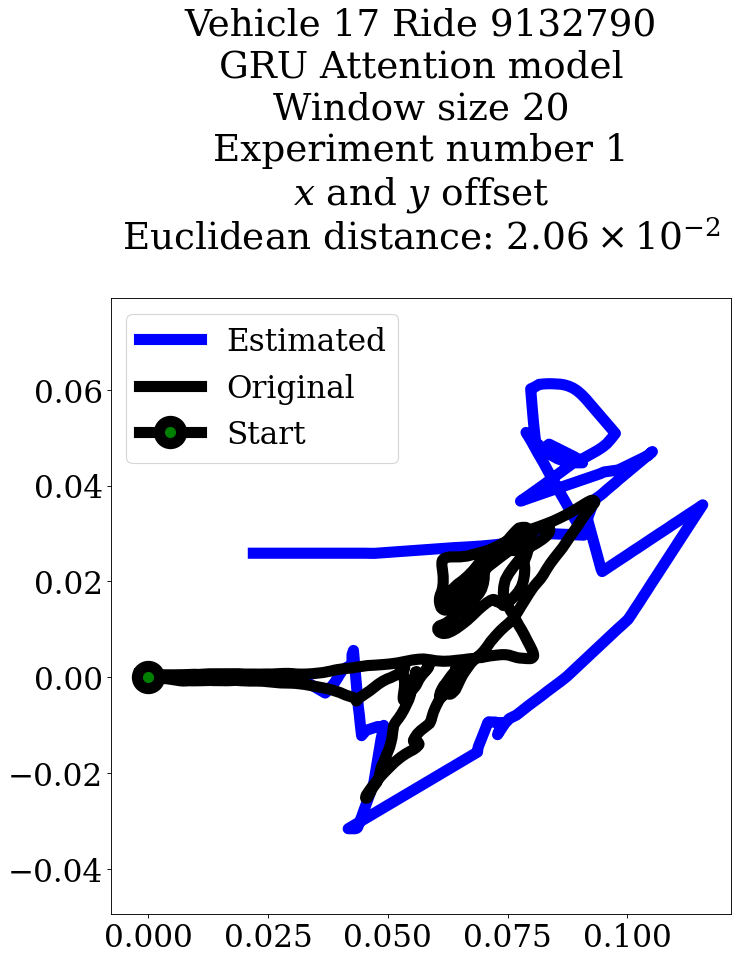 Vehicle 17 Ride 9132790
GRU Attention model
Window size 20
Experiment number 1
x and y offset
Euclidean distance: 2.06 × 10⁻²
Estimated
Original
Start
0.06
0.04
0.02
0.00
−0.02
−0.04
0.000 0.025 0.050 0.075 0.100